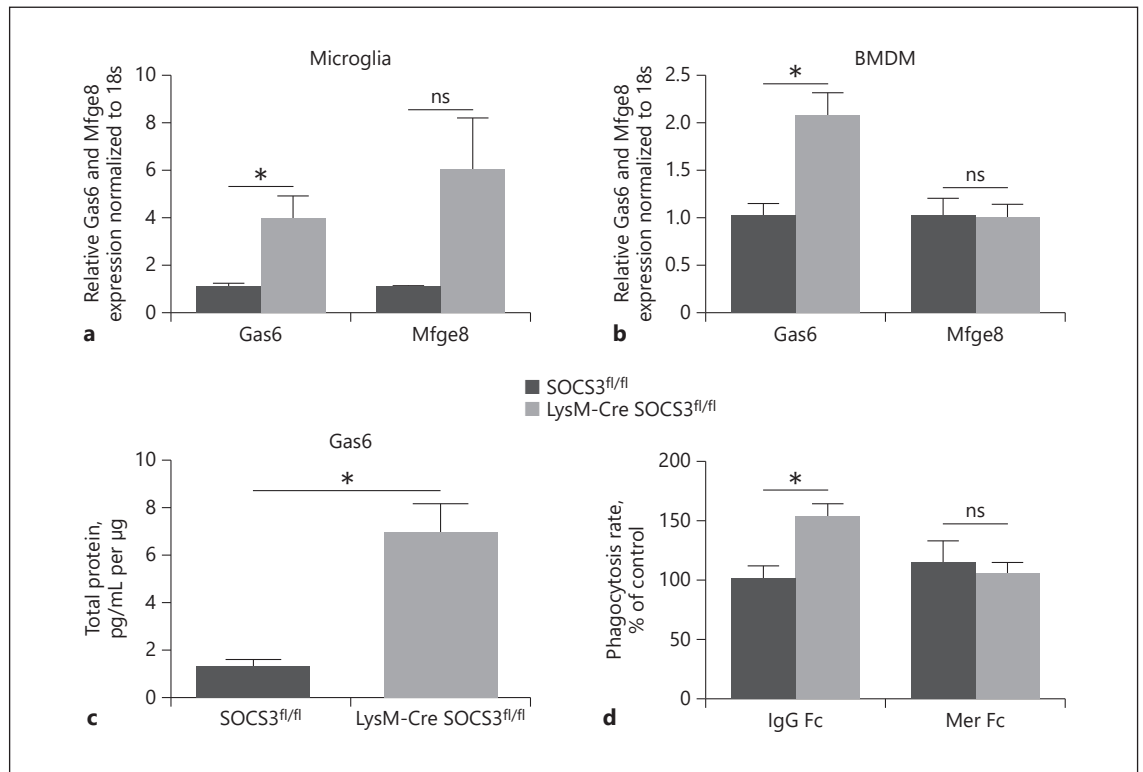 Microglia
Relative Gas6 and Mfge8
expression normalized to 18s
10
8
6
4
2
0
*
ns
Gas6
Mfge8
a
BMDM
Relative Gas6 and Mfge8
expression normalized to 18s
2.5
2.0
1.5
1.0
0.5
0
*
ns
Gas6
Mfge8
b
SOCS3fl/fl
LysM-Cre SOCS3fl/fl
Gas6
Total protein,
pg/mL per µg
10
8
6
4
2
0
*
SOCS3fl/fl
LysM-Cre SOCS3fl/fl
c
Phagocytosis rate,
% of control
200
150
100
50
0
*
ns
IgG Fc
Mer Fc
d